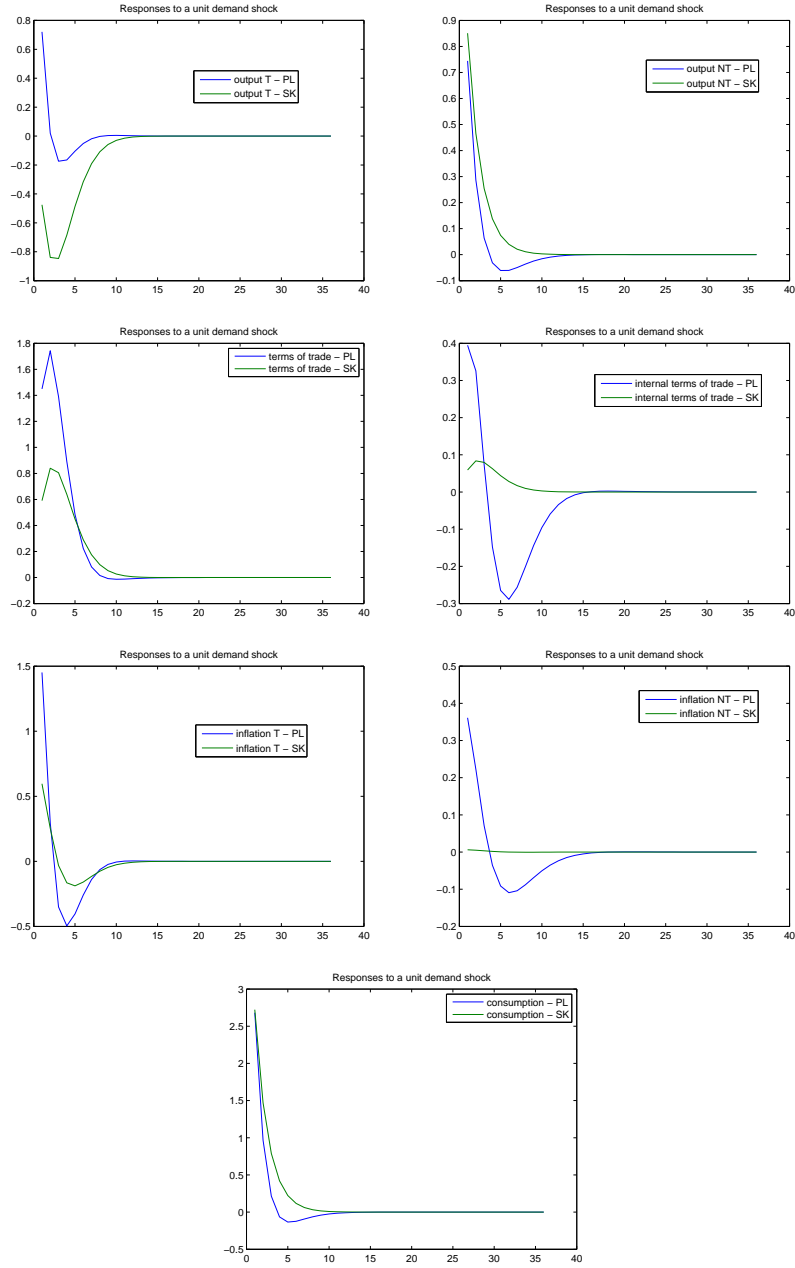 Responses to a unit demand shock
output T − PL
output T − SK
0.8
0.6
0.4
0.2
0
−0.2
−0.4
−0.6
−0.8
−1
0 5 10 15 20 25 30 35 40
Responses to a unit demand shock
output NT − PL
output NT − SK
0.9
0.8
0.7
0.6
0.5
0.4
0.3
0.2
0.1
0
−0.1
0 5 10 15 20 25 30 35 40
Responses to a unit demand shock
terms of trade − PL
terms of trade − SK
1.8
1.6
1.4
1.2
1
0.8
0.6
0.4
0.2
0
−0.2
0 5 10 15 20 25 30 35 40
Responses to a unit demand shock
internal terms of trade − PL
internal terms of trade − SK
0.4
0.3
0.2
0.1
0
−0.1
−0.2
−0.3
0 5 10 15 20 25 30 35 40
Responses to a unit demand shock
inflation T − PL
inflation T − SK
1.5
1
0.5
0
−0.5
0 5 10 15 20 25 30 35 40
Responses to a unit demand shock
inflation NT − PL
inflation NT − SK
0.5
0.4
0.3
0.2
0.1
0
−0.1
−0.2
0 5 10 15 20 25 30 35 40
Responses to a unit demand shock
consumption − PL
consumption − SK
3
2.5
2
1.5
1
0.5
0
−0.5
0 5 10 15 20 25 30 35 40